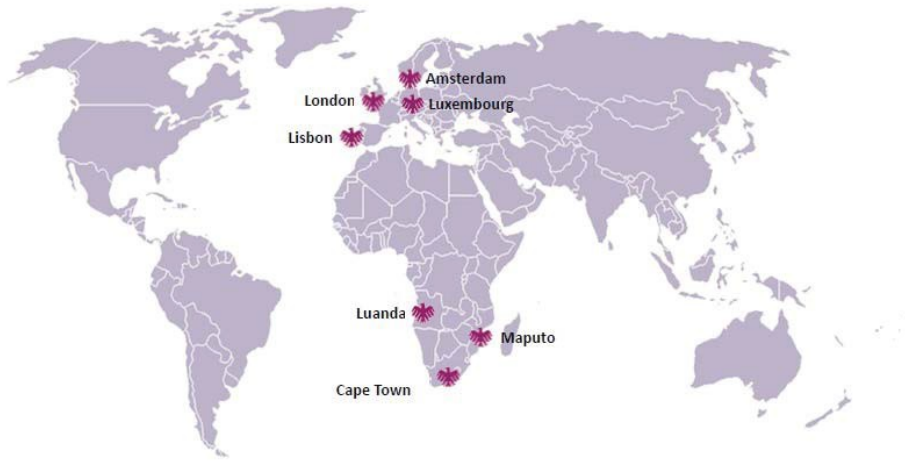 Amsterdam
London
Luxembourg
Lisbon
Luanda
Maputo
Cape Town